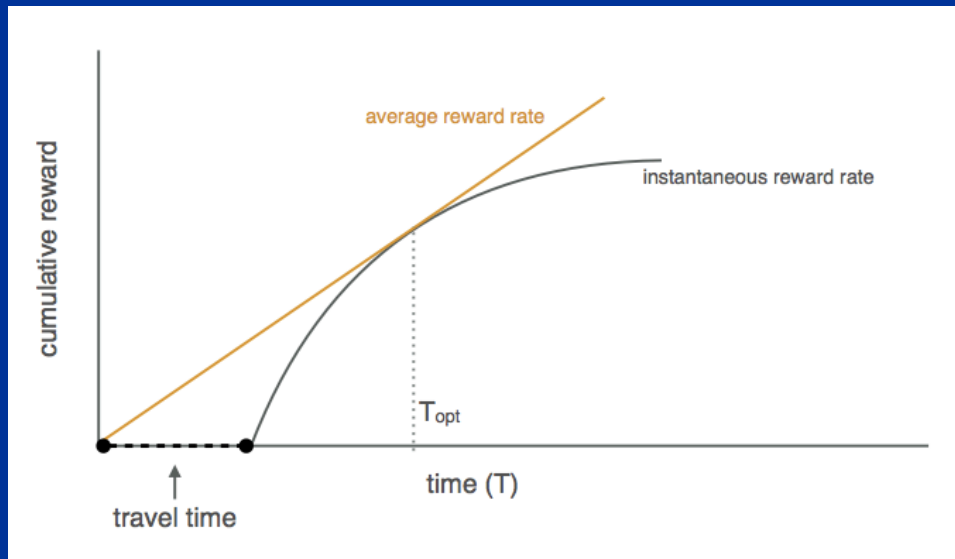 average reward rate
instantaneous reward rate
cumulative reward
Topt
time (T)
travel time